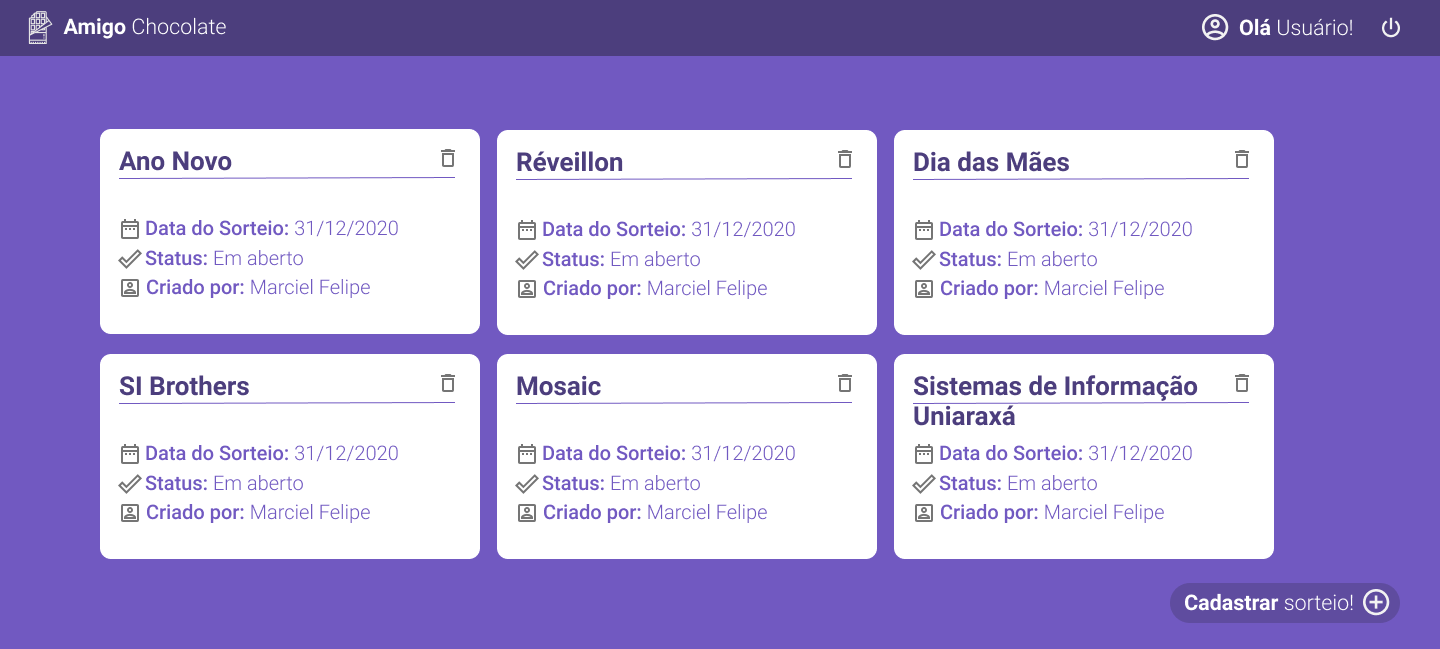 Amigo Chocolate
Olá Usuário!
Ano Novo
Data do Sorteio: 31/12/2020
Status: Em aberto
Criado por: Marciel Felipe
Réveillon
Data do Sorteio: 31/12/2020
Status: Em aberto
Criado por: Marciel Felipe
Dia das Mães
Data do Sorteio: 31/12/2020
Status: Em aberto
Criado por: Marciel Felipe
SI Brothers
Data do Sorteio: 31/12/2020
Status: Em aberto
Criado por: Marciel Felipe
Mosaic
Data do Sorteio: 31/12/2020
Status: Em aberto
Criado por: Marciel Felipe
Sistemas de Informação
Uniaraxá
Data do Sorteio: 31/12/2020
Status: Em aberto
Criado por: Marciel Felipe
Cadastrar sorteio!